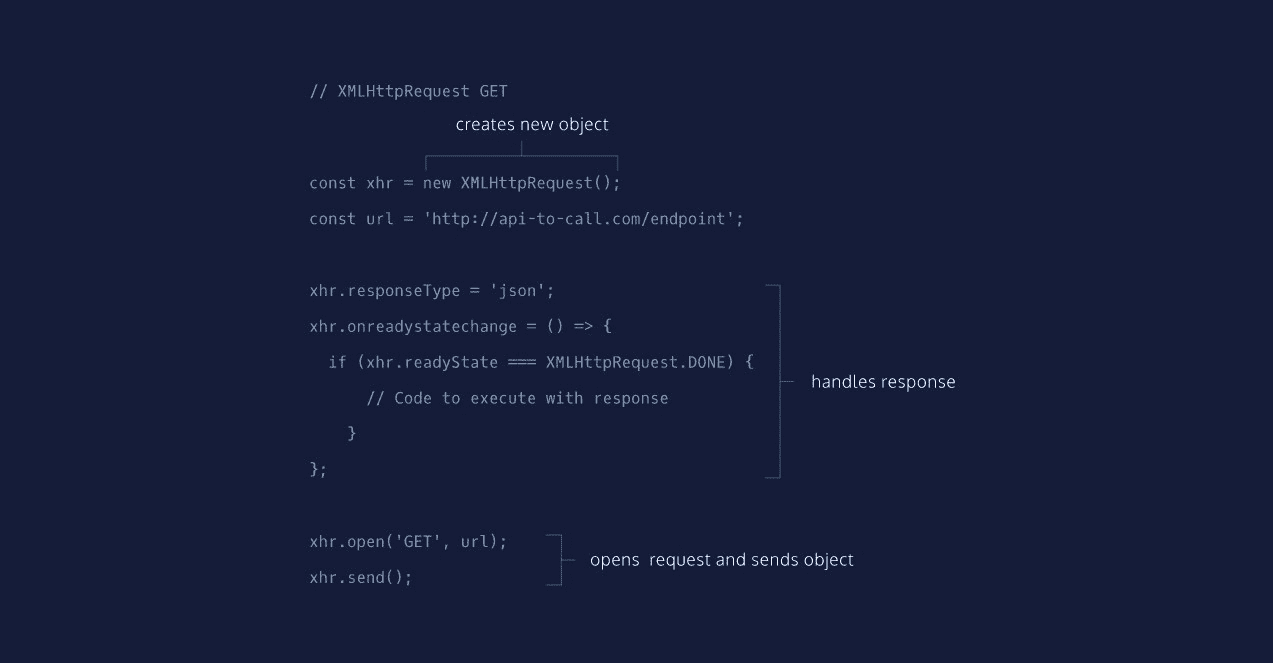 // XMLHttpRequest GET
creates new object
const xhr = new XMLHttpRequest();
const url = 'http://api-to-call.com/endpoint';
xhr.responseType = 'json';
xhr.onreadystatechange = () => {
if (xhr.readyState === XMLHttpRequest.DONE) {
// Code to execute with response
}
};
handles response
xhr.open('GET', url);
xhr.send();
opens  request and sends object